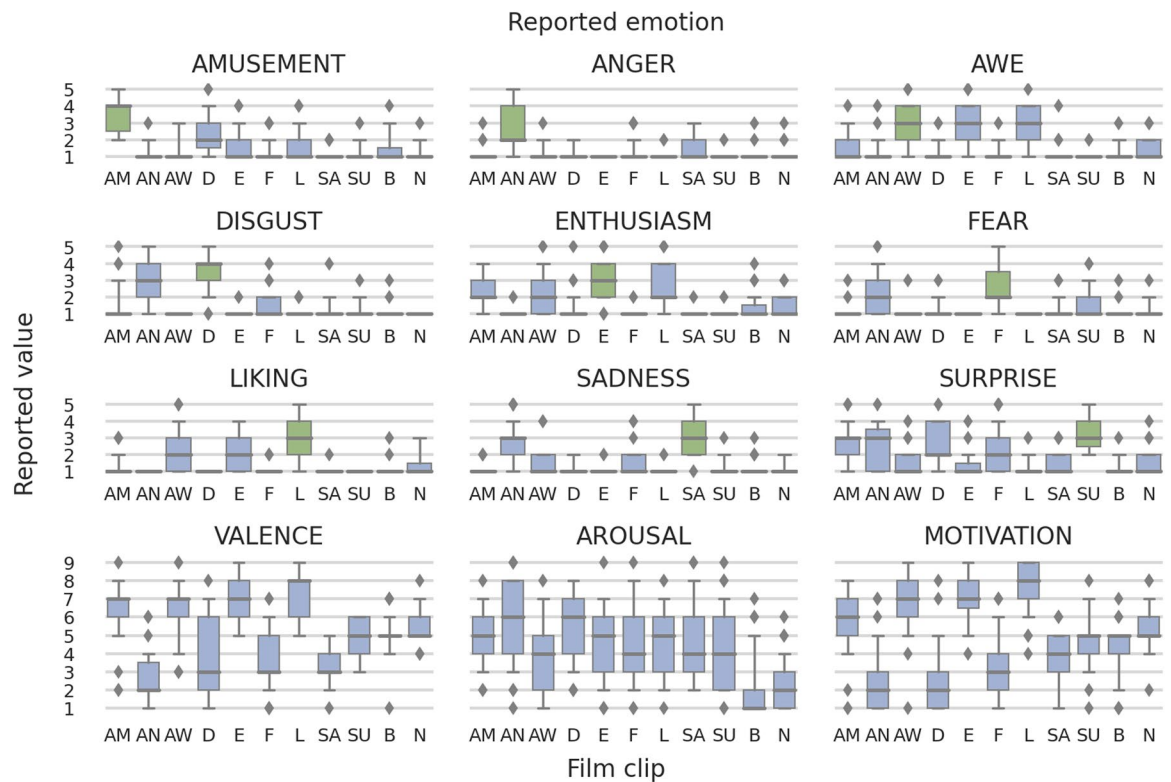 Reported emotion
AMUSEMENT ANGER AWE
5
4
3
2
1
AM AN AW D E F L SA SU B N AM AN AW D E F L SA SU B N AM AN AW D E F L SA SU B N
DISGUST ENTHUSIASM FEAR
5
4
3
2
1
AM AN AW D E F L SA SU B N AM AN AW D E F L SA SU B N AM AN AW D E F L SA SU B N
LIKING SADNESS SURPRISE
5
4
3
2
1
AM AN AW D E F L SA SU B N AM AN AW D E F L SA SU B N AM AN AW D E F L SA SU B N
VALENCE AROUSAL MOTIVATION
9
8
7
6
5
4
3
2
1
AM AN AW D E F L SA SU B N AM AN AW D E F L SA SU B N AM AN AW D E F L SA SU B N
Reported value
Film clip